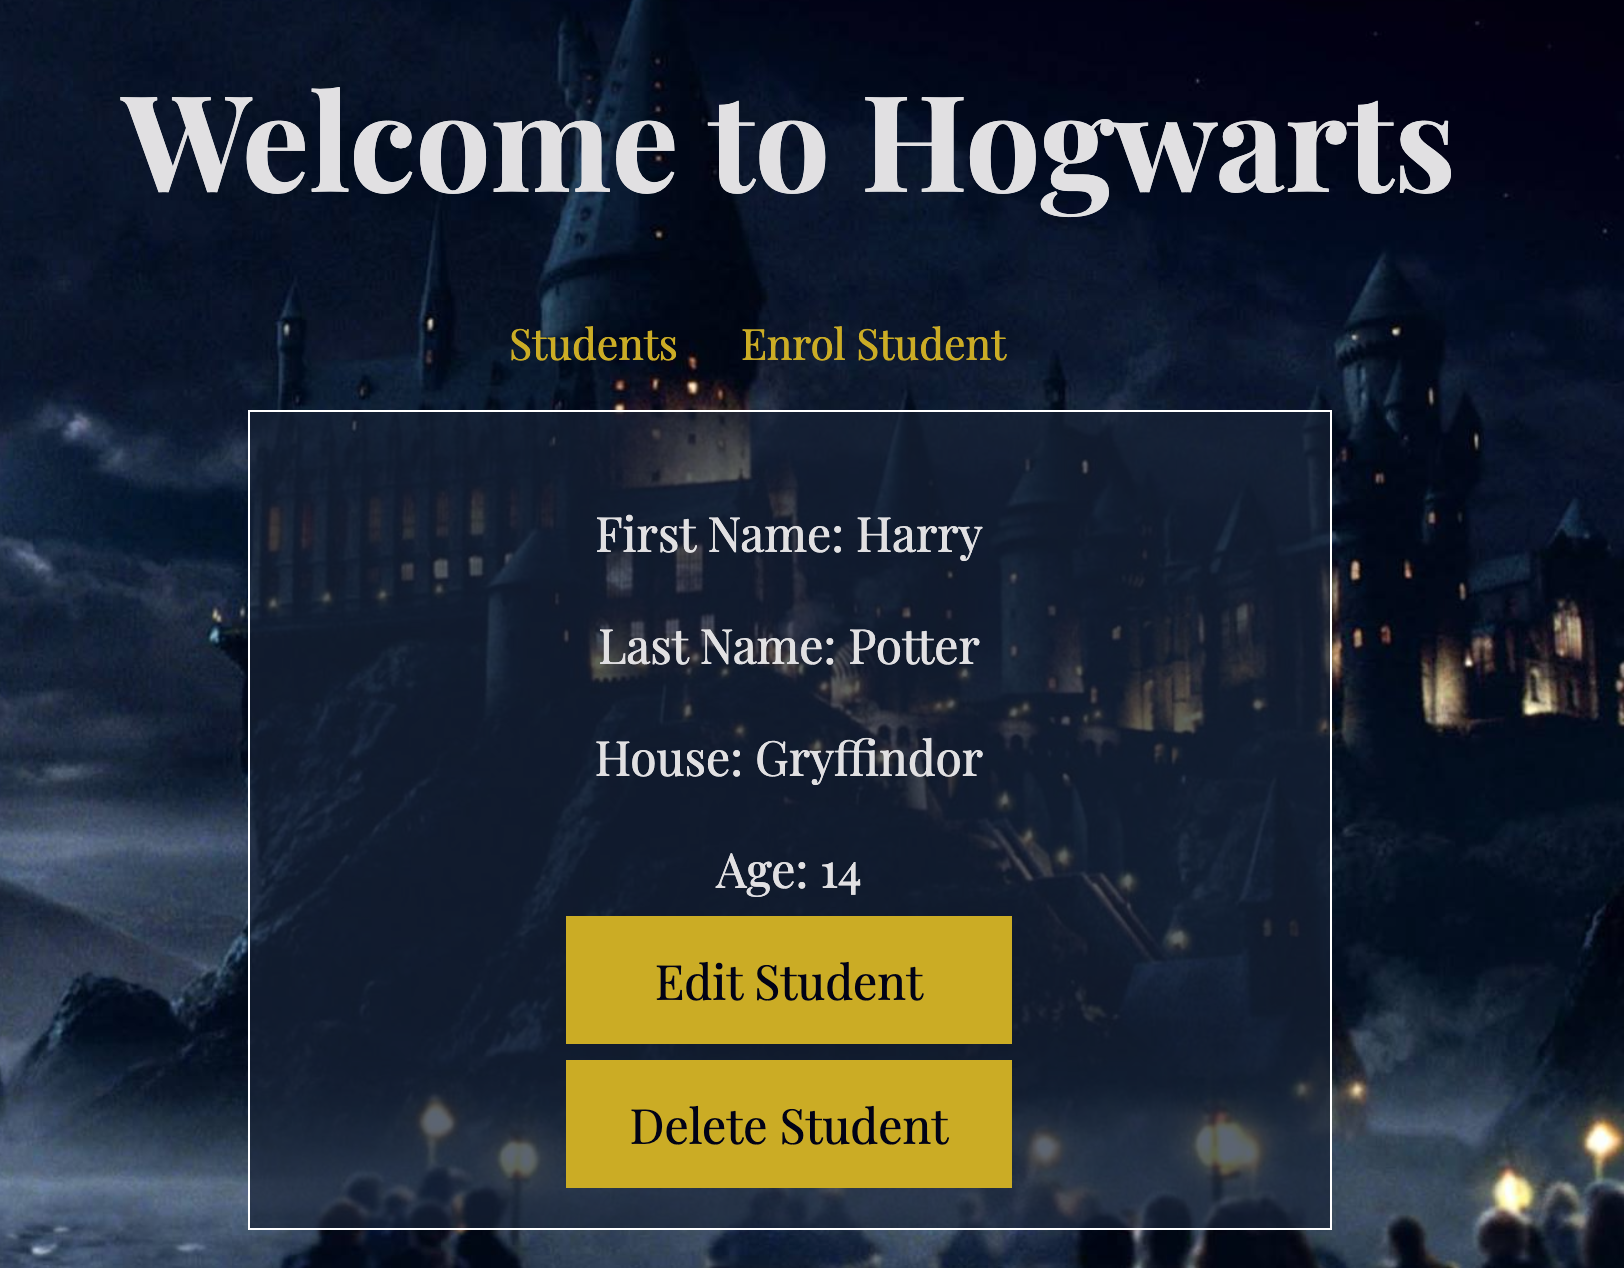 Welcome to Hogwarts
Students Enrol Student
First Name: Harry
Last Name: Potter
House: Gryffindor
Age: 14
Edit Student
Delete Student